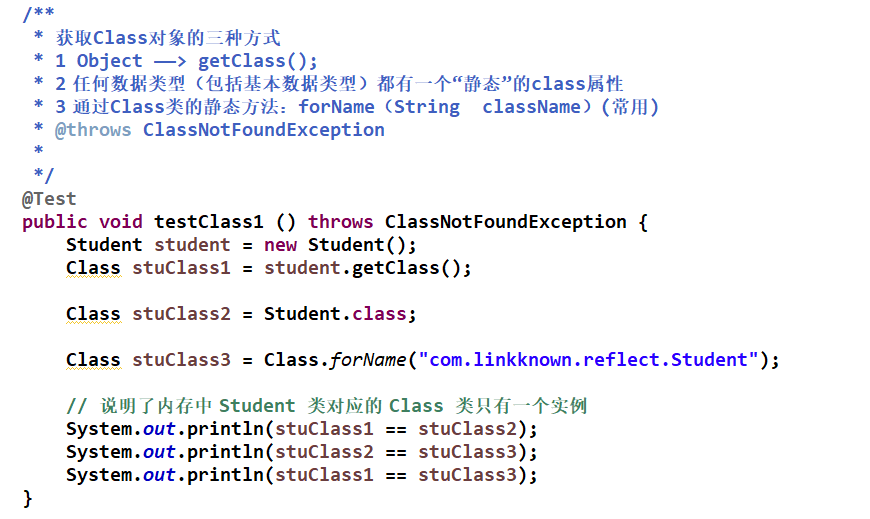 /**
 * 获取Class对象的三种方式
 * 1 Object ——> getClass();
 * 2 任何数据类型（包括基本数据类型）都有一个“静态”的class属性
 * 3 通过Class类的静态方法：forName（String  className）(常用)
 * @throws ClassNotFoundException
 *
 */
@Test
public void testClass1 () throws ClassNotFoundException {
    Student student = new Student();
    Class stuClass1 = student.getClass();

    Class stuClass2 = Student.class;

    Class stuClass3 = Class.forName("com.linkknown.reflect.Student");

    // 说明了内存中 Student 类对应的 Class 类只有一个实例
    System.out.println(stuClass1 == stuClass2);
    System.out.println(stuClass2 == stuClass3);
    System.out.println(stuClass1 == stuClass3);
}